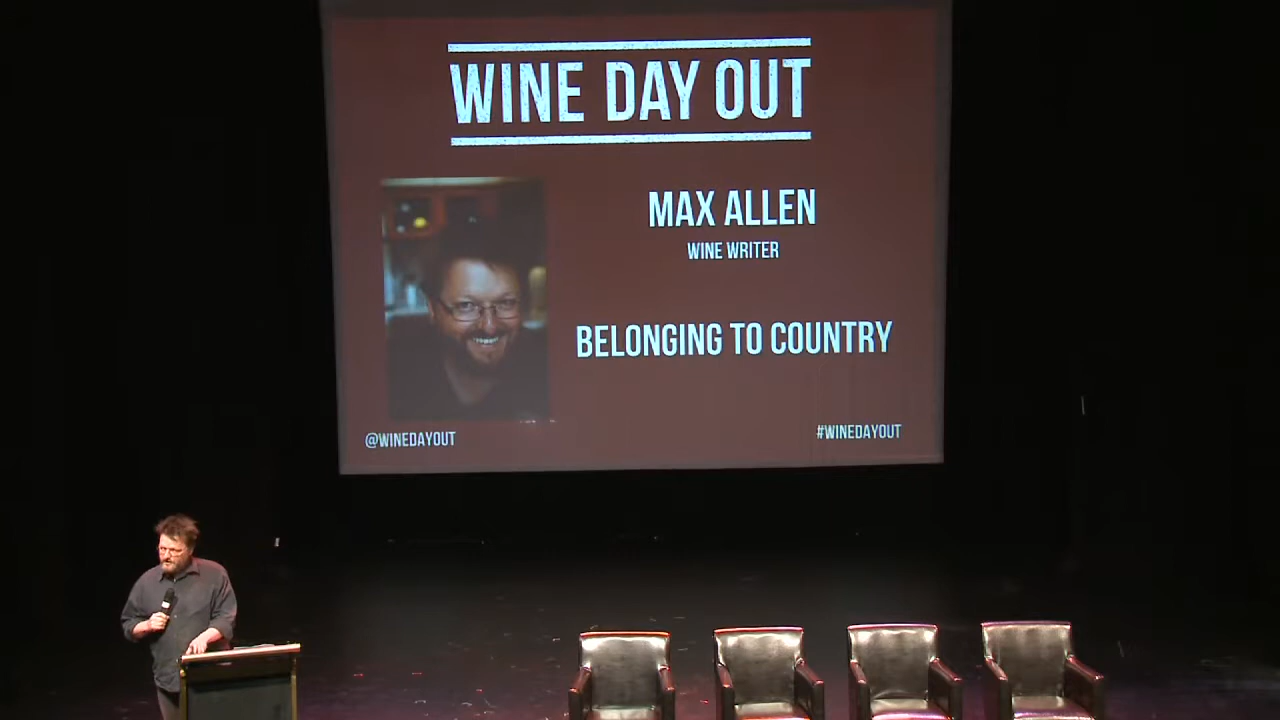 WINE DAY OUT
MAX ALLEN
WINE WRITER
BELONGING TO COUNTRY
@WINEDAYOUT
#WINEDAYOUT